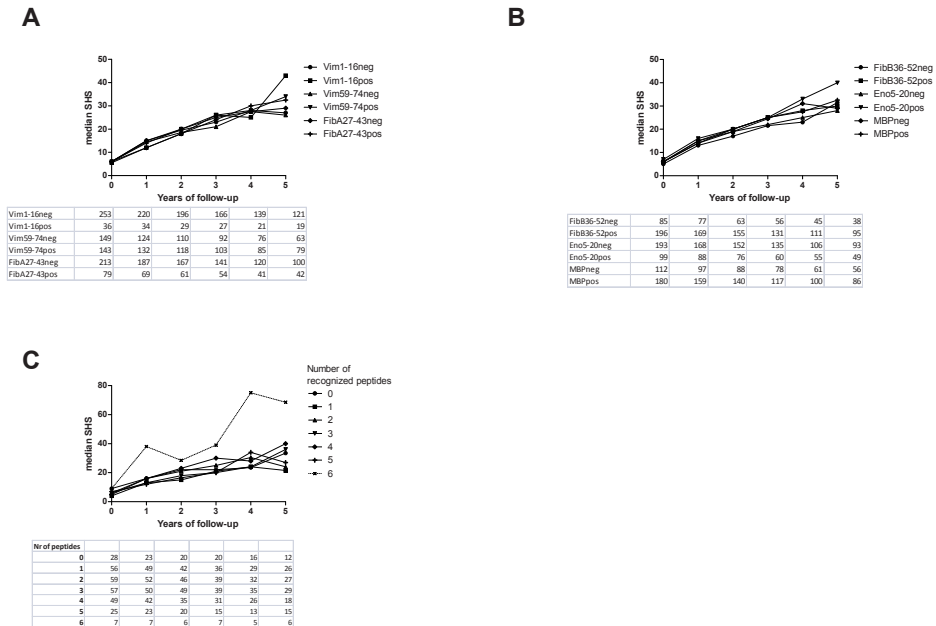 A
50
40
30
20
10
0
median SHS
0 1 2 3 4 5
Years of follow-up
Vim1-16neg
Vim1-16pos
Vim59-74neg
Vim59-74pos
FibA27-43neg
FibA27-43pos
Vim1-16neg 253 220 196 166 139 121
Vim1-16pos 36 34 29 27 21 19
Vim59-74neg 149 124 110 92 76 63
Vim59-74pos 143 132 118 103 85 79
FibA27-43neg 213 187 167 141 120 100
FibA27-43pos 79 69 61 54 41 42
B
50
40
30
20
10
0
median SHS
0 1 2 3 4 5
Years of follow-up
FibB36-52neg
FibB36-52pos
Eno5-20neg
Eno5-20pos
MBPneg
MBPpos
FibB36-52neg 85 77 63 56 45 38
FibB36-52pos 196 169 155 131 111 95
Eno5-20neg 193 168 152 135 106 93
Eno5-20pos 99 88 76 60 55 49
MBPneg 112 97 88 78 61 56
MBPpos 180 159 140 117 100 86
C
80
60
40
20
0
median SHS
0 1 2 3 4 5
Years of follow-up
Number of
recognized peptides
0
1
2
3
4
5
6
Nr of peptides
0 28 23 20 20 16 12
1 56 49 42 36 29 26
2 59 52 46 39 32 27
3 57 50 49 39 35 29
4 49 42 35 31 26 18
5 25 23 20 15 13 15
6 7 7 6 7 5 6